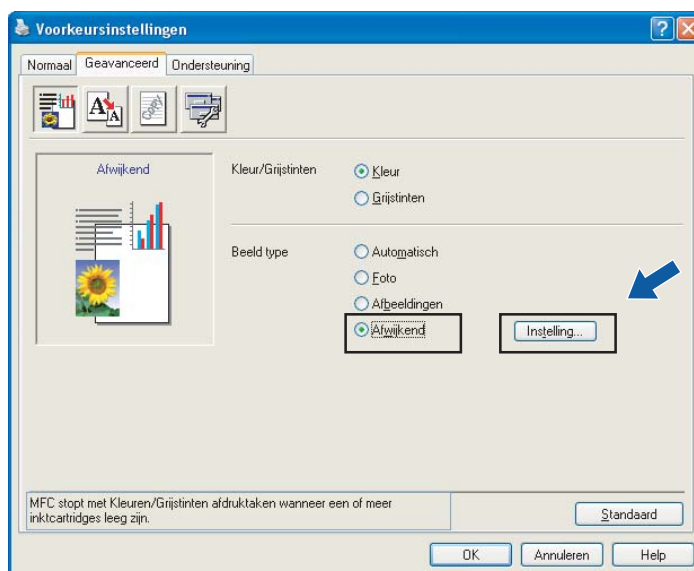 Voorkeursinstellingen
Normaal Geavanceerd Ondersteuning
Afwijkend
Kleur/Grijstinten
Kleur
Grijstinten
Beeld type
Automatisch
Foto
Afbeeldingen
Afwijkend
Instelling...
MFC stopt met Kleuren/Grijstinten afdruktaken wanneer een of meer
inktcartridges leeg zijn.
Standaard
OK Annuleren Help